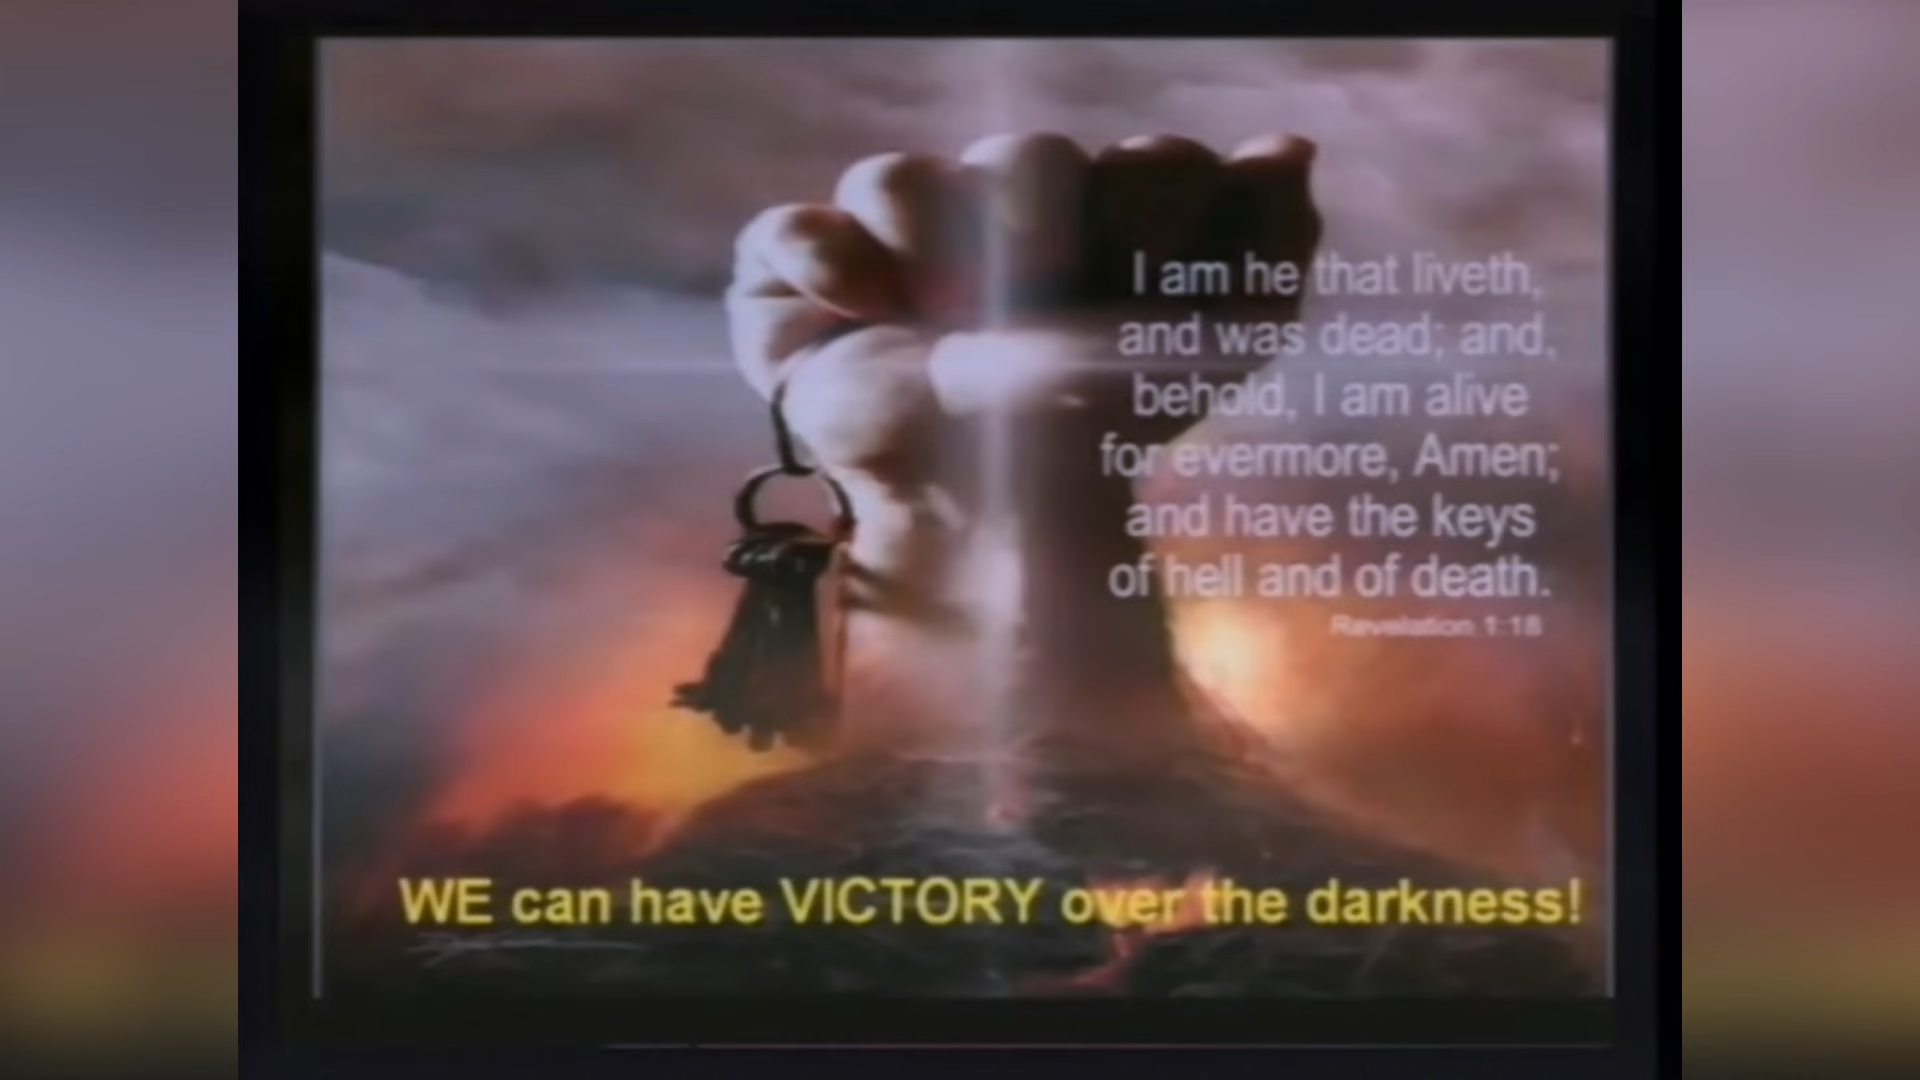 I am he that liveth,
and was dead; and,
behold, I am alive
for evermore, Amen;
and have the keys
of hell and of death.
Revelation 1:18
WE can have VICTORY over the darkness!